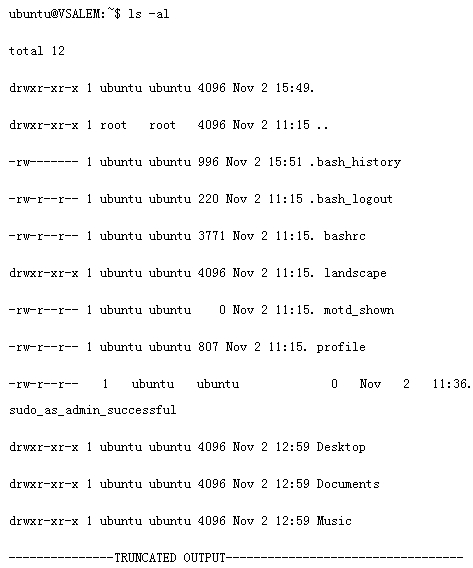 ubuntu@VSALEM:~$ ls -al
total 12
drwxr-xr-x 1 ubuntu ubuntu 4096 Nov 2 15:49.
drwxr-xr-x 1 root root 4096 Nov 2 11:15 ..
-rw------- 1 ubuntu ubuntu 996 Nov 2 15:51 .bash_history
-rw-r--r-- 1 ubuntu ubuntu 220 Nov 2 11:15 .bash_logout
-rw-r--r-- 1 ubuntu ubuntu 3771 Nov 2 11:15. bashrc
drwxr-xr-x 1 ubuntu ubuntu 4096 Nov 2 11:15. landscape
-rw-r--r-- 1 ubuntu ubuntu 0 Nov 2 11:15. motd_shown
-rw-r--r-- 1 ubuntu ubuntu 807 Nov 2 11:15. profile
-rw-r--r-- 1 ubuntu ubuntu 0 Nov 2 11:36.
sudo_as_admin_successful
drwxr-xr-x 1 ubuntu ubuntu 4096 Nov 2 12:59 Desktop
drwxr-xr-x 1 ubuntu ubuntu 4096 Nov 2 12:59 Documents
drwxr-xr-x 1 ubuntu ubuntu 4096 Nov 2 12:59 Music
---------------TRUNCATED OUTPUT----------------------------------